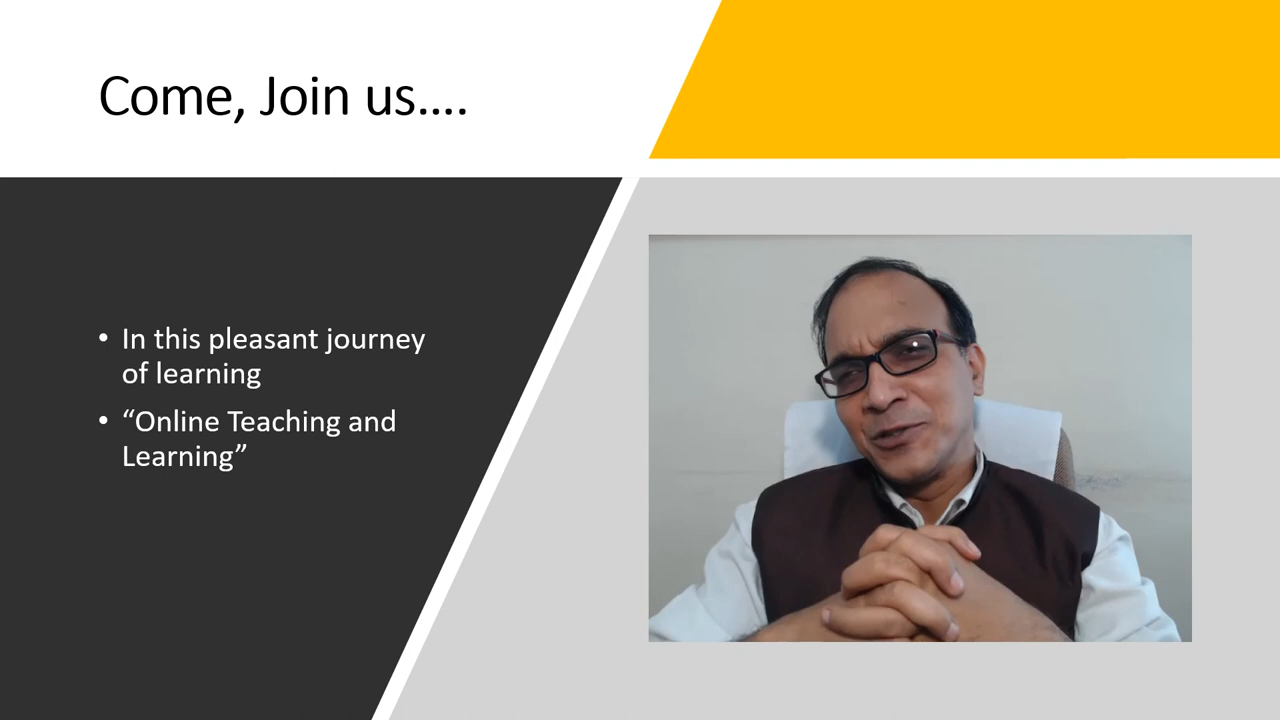 Come, Join us….
• In this pleasant journey
of learning
• “Online Teaching and
Learning”